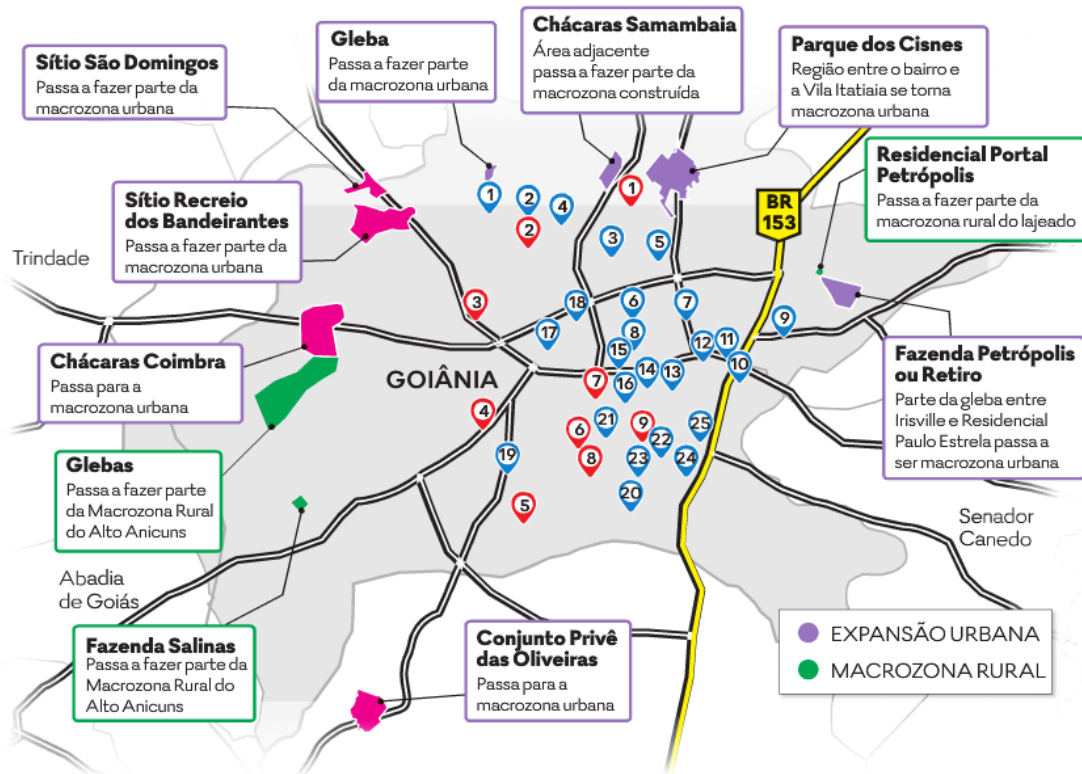 Sítio São Domingos
Passa a fazer parte da
macrozona urbana
Gleba
Passa a fazer parte
da macrozona urbana
Chácaras Samambaia
Área adjacente
passa a fazer parte da
macrozona construída
Parque dos Cisnes
Região entre o bairro e
a Vila Itatiaia se torna
macrozona urbana
Residencial Portal
Petrópolis
Passa a fazer parte da
macrozona rural do lajeado
Sítio Recreio
dos Bandeirantes
Passa a fazer parte da
macrozona urbana
BR
153
Trindade
1
2
4
1
2
3
5
3
18
6
7
9
17
8
15
12
11
10
14
13
16
7
Chácaras Coimbra
Passa para a
macrozona urbana
GOIÂNIA
Fazenda Petrópolis
ou Retiro
Parte da gleba entre
Irisville e Residencial
Paulo Estrela passa a
ser macrozona urbana
4
6
21
9
22
25
19
8
23
24
20
5
Glebas
Passa a fazer parte
da Macrozona Rural
do Alto Anicuns
Senador
Canedo
Abadia
de Goiás
Fazenda Salinas
Passa a fazer parte da
Macrozona Rural do
Alto Anicuns
Conjunto Privê
das Oliveiras
Passa para a
macrozona urbana
EXPANSÃO URBANA
MACROZONA RURAL